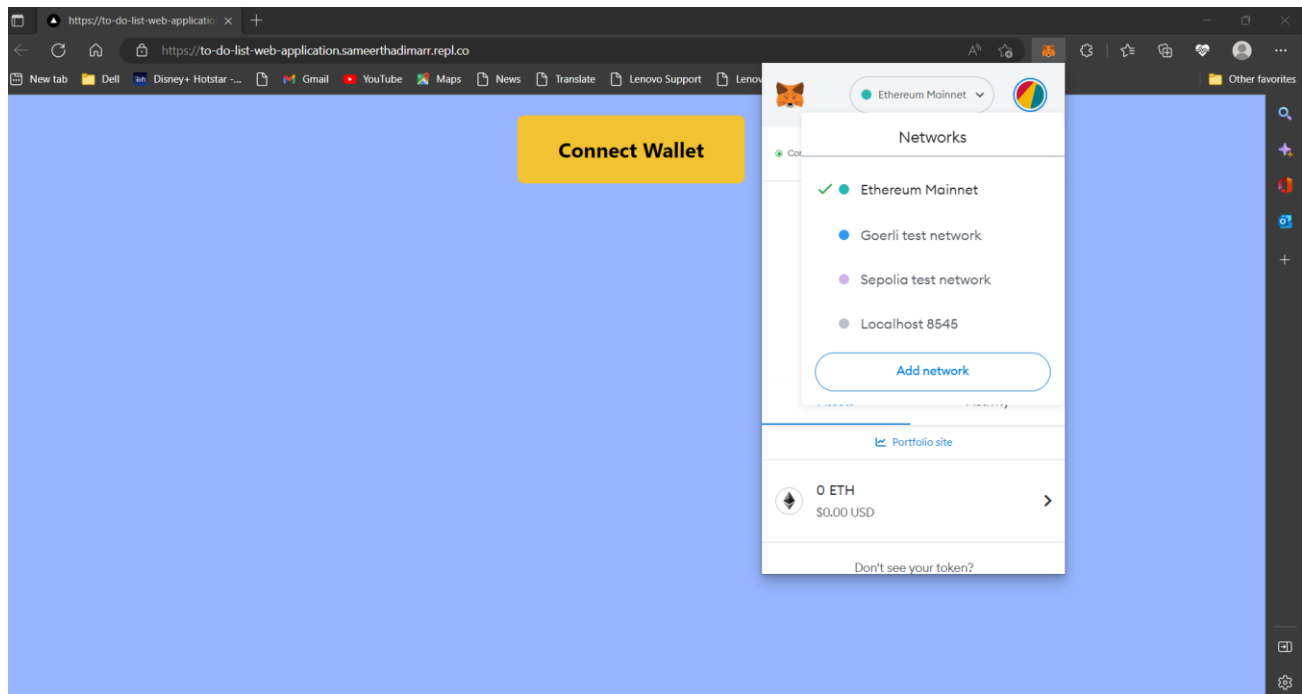 https://to-do-list-web-applicatio
https://to-do-list-web-application.sameerthadimarr.repl.co
New tab Dell Disney+ Hotstar -... Gmail YouTube Maps News Translate Lenovo Support Lenov Other favorites
Ethereum Mainnet
Connect Wallet
Networks
Cor
Ethereum Mainnet
Goerli test network
Sepolia test network
Localhost 8545
Add network
Portfolio site
0 ETH
$0.00 USD
Don't see your token?